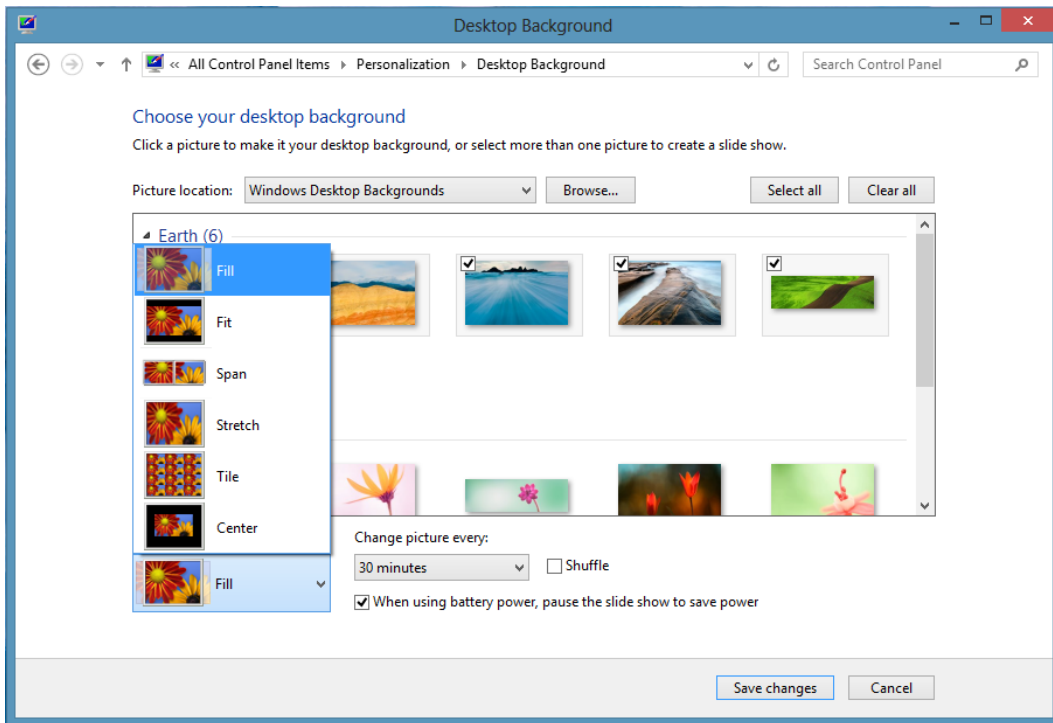 Desktop Background
« All Control Panel Items Personalization Desktop Background
Search Control Panel
Choose your desktop background
Click a picture to make it your desktop background, or select more than one picture to create a slide show.
Picture location: Windows Desktop Backgrounds Browse... Select all Clear all
Earth (6)
Fill
Fit
Span
Stretch
Tile
Center
Change picture every:
Fill
30 minutes Shuffle
When using battery power, pause the slide show to save power
Save changes Cancel